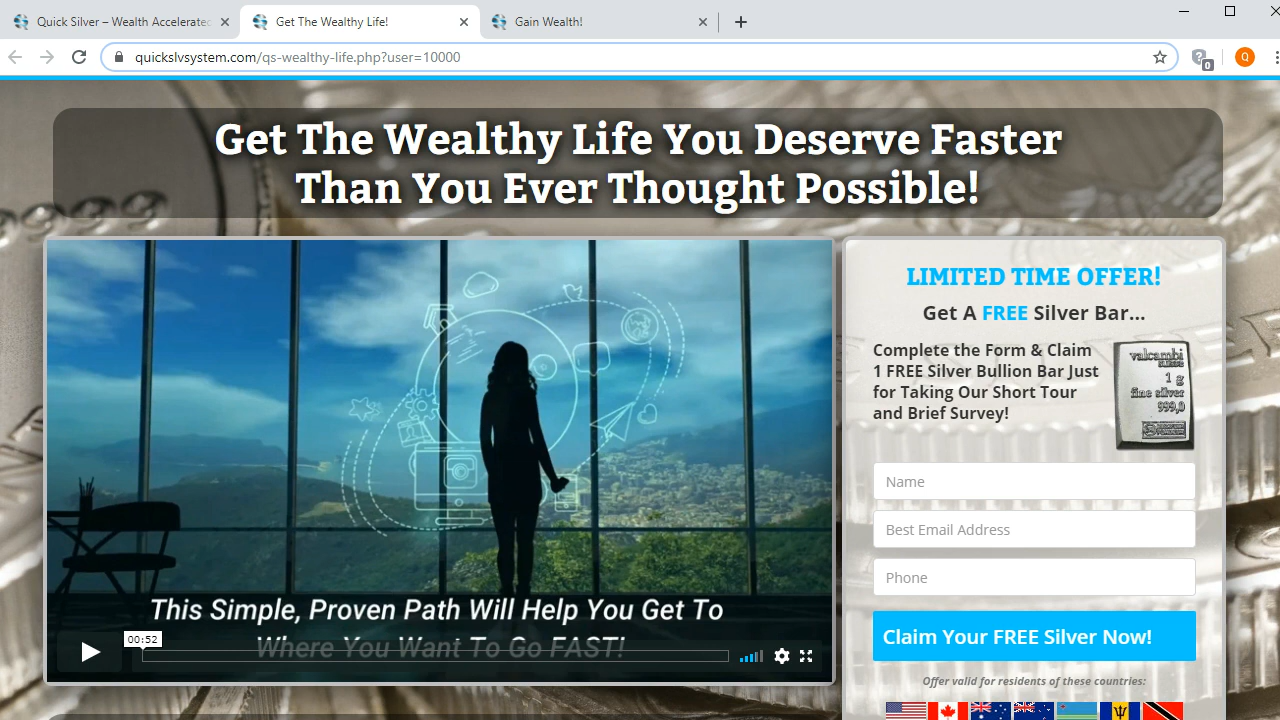 Quick Silver – Wealth Accelerated
Get The Wealthy Life!
Gain Wealth!
quickslvsystem.com/qs-wealthy-life.php?user=10000
0
Q
Get The Wealthy Life You Deserve Faster
Than You Ever Thought Possible!
This Simple, Proven Path Will Help You Get To
Where You Want To Go FAST!
00:52
LIMITED TIME OFFER!
Get A FREE Silver Bar...
Complete the Form & Claim
1 FREE Silver Bullion Bar Just
for Taking Our Short Tour
and Brief Survey!
valcambi
suisse
1 g
fine silver
999,0
Name
Best Email Address
Phone
Claim Your FREE Silver Now!
Offer valid for residents of these countries: